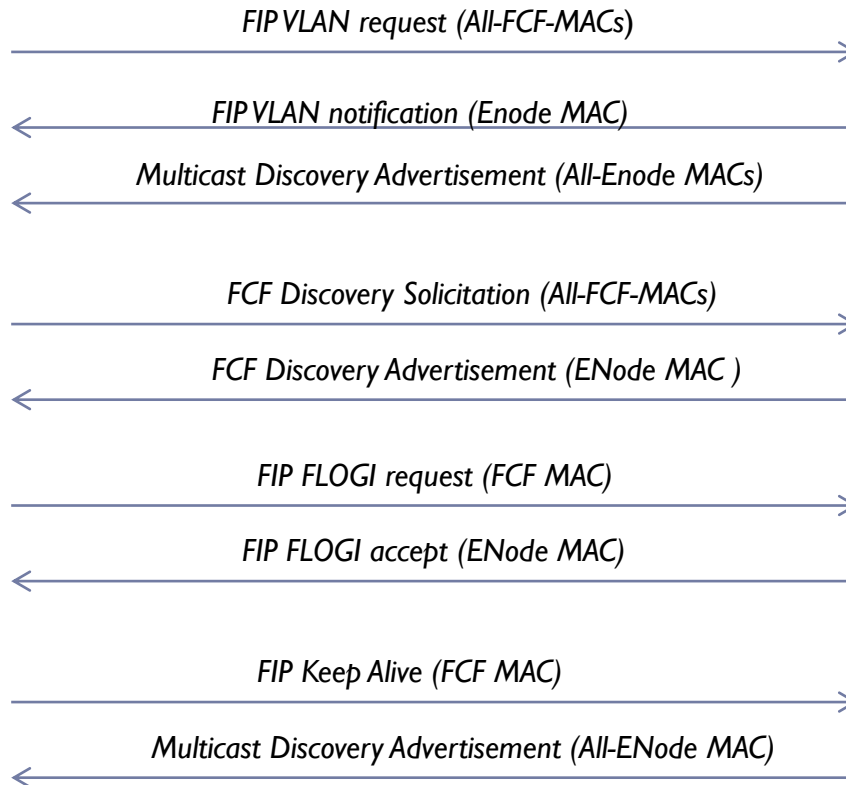 FIP VLAN request (All-FCF-MACs)
FIP VLAN notification (Enode MAC)
Multicast Discovery Advertisement (All-Enode MACs)
FCF Discovery Solicitation (All-FCF-MACs)
FCF Discovery Advertisement (ENode MAC )
FIP FLOGI request (FCF MAC)
FIP FLOGI accept (ENode MAC)
FIP Keep Alive (FCF MAC)
Multicast Discovery Advertisement (All-ENode MAC)